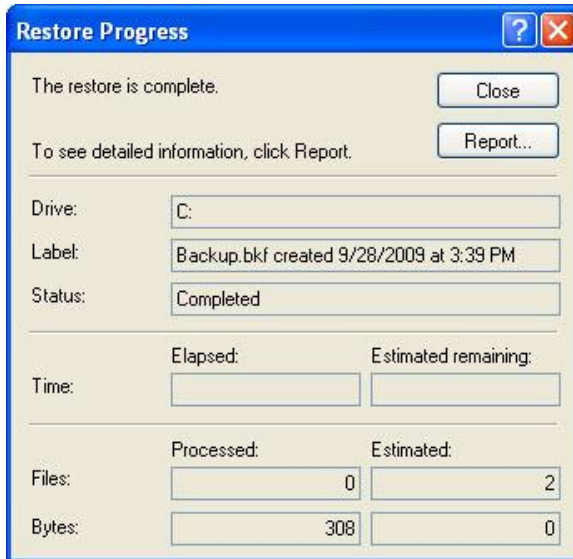 Restore Progress
The restore is complete.
Close
To see detailed information, click Report.
Report...
Drive: C:
Label: Backup.bkf created 9/28/2009 at 3:39 PM
Status: Completed
Elapsed: Estimated remaining:
Time:
Processed: Estimated:
Files: 0 2
Bytes: 308 0